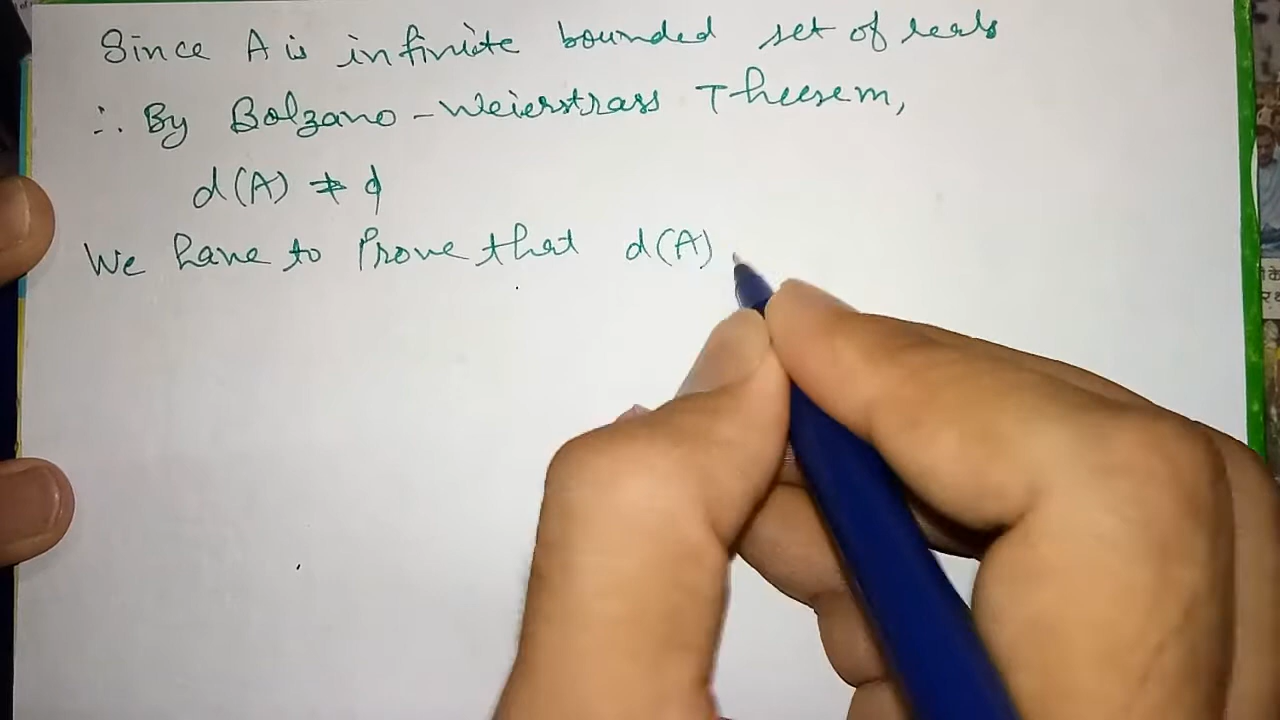 Since A is infinite bounded set of reals
∴ By Bolzano-Weierstrass Theorem,
d(A) ≠ ϕ
We have to Prove that d(A)